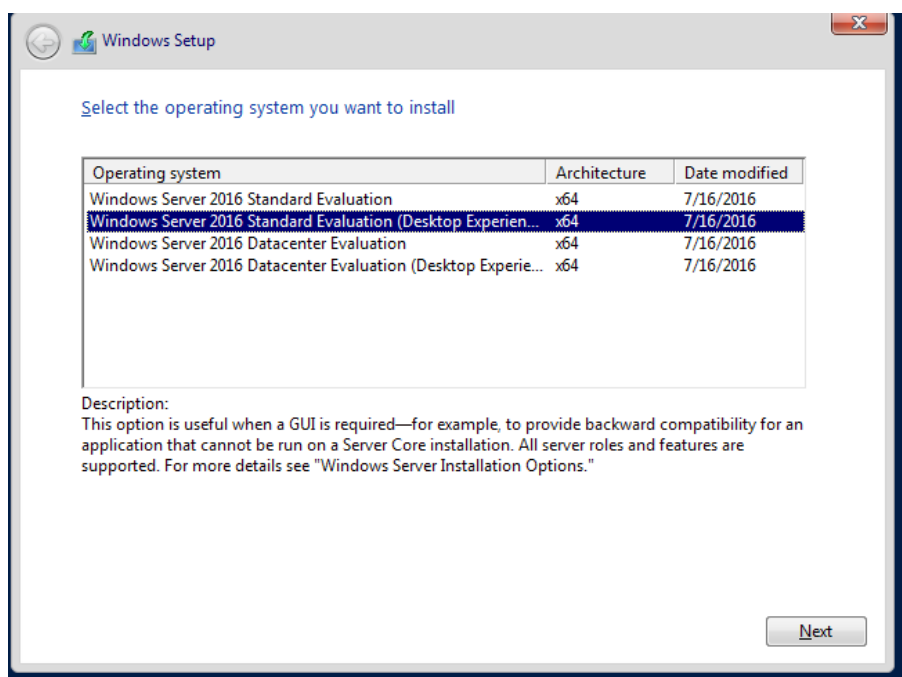 Windows Setup
Select the operating system you want to install
Operating system Architecture Date modified
Windows Server 2016 Standard Evaluation x64 7/16/2016
Windows Server 2016 Standard Evaluation (Desktop Experien... x64 7/16/2016
Windows Server 2016 Datacenter Evaluation x64 7/16/2016
Windows Server 2016 Datacenter Evaluation (Desktop Experie... x64 7/16/2016
Description:
This option is useful when a GUI is required—for example, to provide backward compatibility for an
application that cannot be run on a Server Core installation. All server roles and features are
supported. For more details see "Windows Server Installation Options."
Next